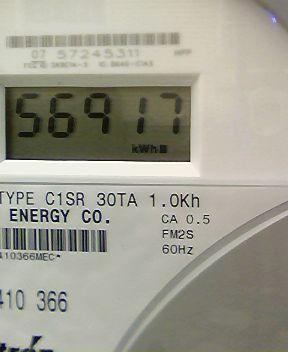 07 57245311
56917
kWh
TYPE C1SR 30TA 1.0Kh
ENERGY CO. CA 0.5
FM2S
60Hz
410366MEC*
410 366